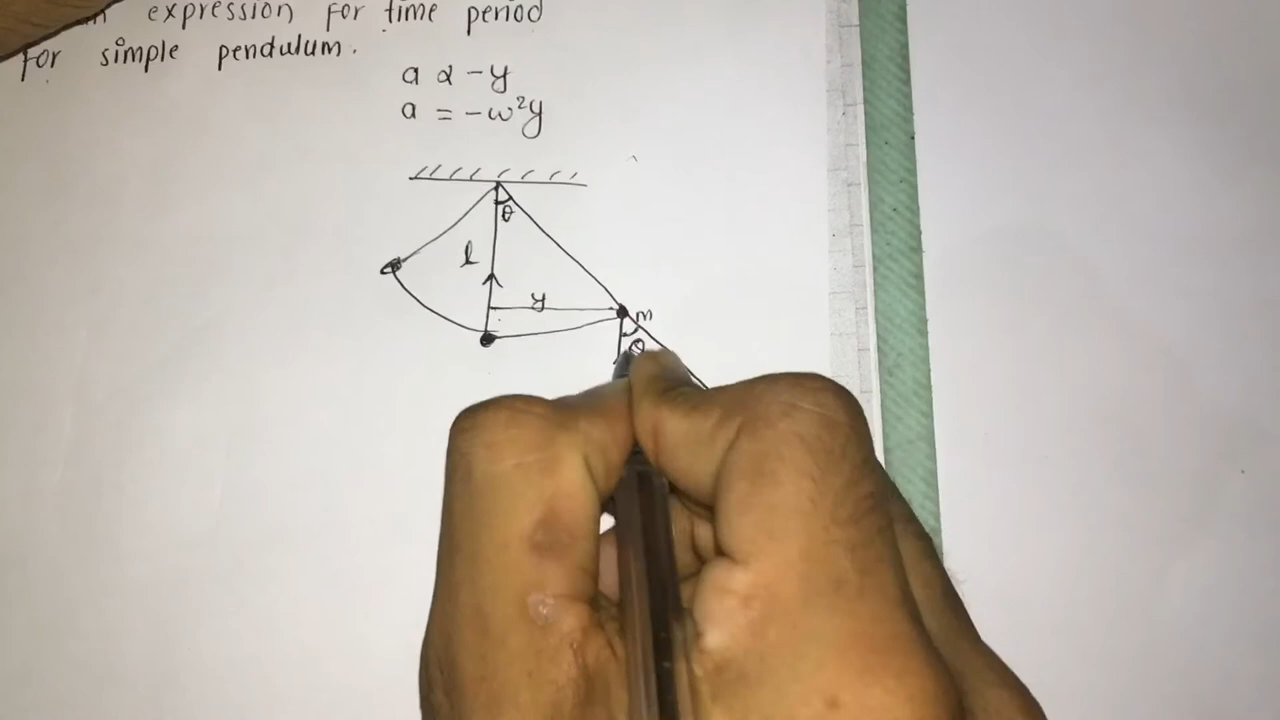 expression for time period
for simple pendulum.
a α -y
a = -ω²y
θ
l
y
m
θ